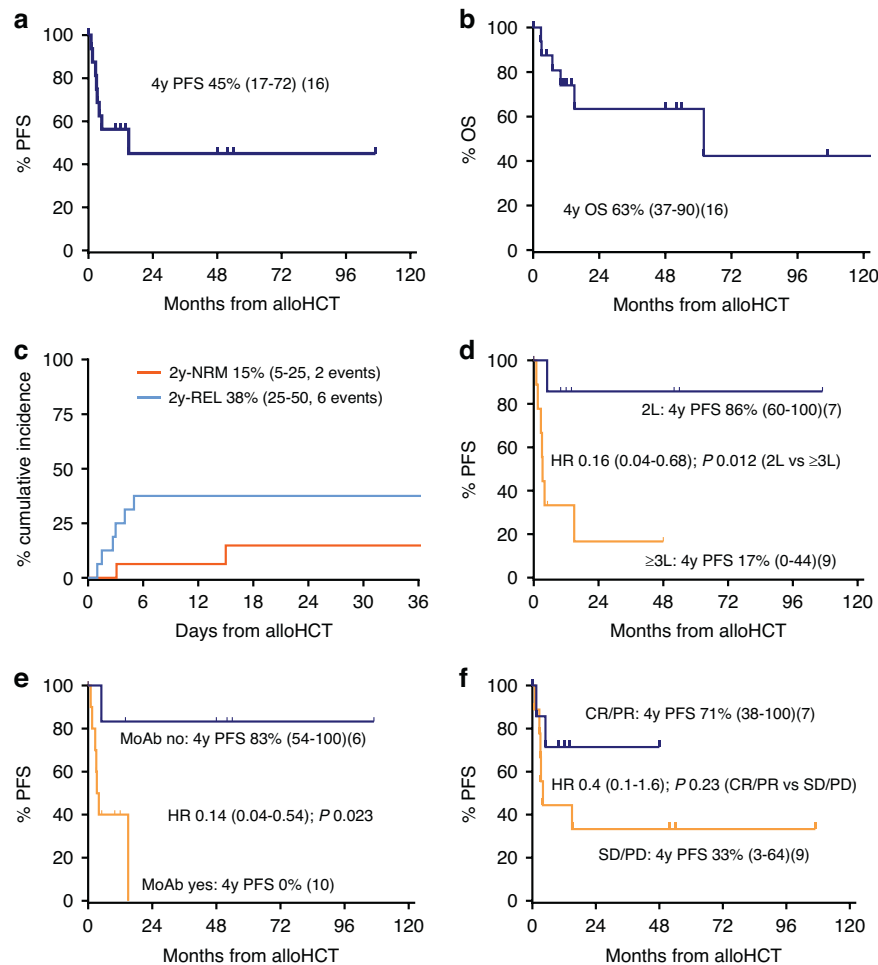 a
100
80
60
40
20
0
% PFS
4y PFS 45% (17-72) (16)
0 24 48 72 96 120
Months from alloHCT
b
100
80
60
40
20
0
% OS
4y OS 63% (37-90)(16)
0 24 48 72 96 120
Months from alloHCT
c
100
75
50
25
0
% cumulative incidence
2y-NRM 15% (5-25, 2 events)
2y-REL 38% (25-50, 6 events)
0 6 12 18 24 30 36
Days from alloHCT
d
100
80
60
40
20
0
% PFS
2L: 4y PFS 86% (60-100)(7)
HR 0.16 (0.04-0.68); P 0.012 (2L vs ≥3L)
≥3L: 4y PFS 17% (0-44)(9)
0 24 48 72 96 120
Months from alloHCT
e
100
80
60
40
20
0
% PFS
MoAb no: 4y PFS 83% (54-100)(6)
HR 0.14 (0.04-0.54); P 0.023
MoAb yes: 4y PFS 0% (10)
0 24 48 72 96 120
Months from alloHCT
f
100
80
60
40
20
0
% PFS
CR/PR: 4y PFS 71% (38-100)(7)
HR 0.4 (0.1-1.6); P 0.23 (CR/PR vs SD/PD)
SD/PD: 4y PFS 33% (3-64)(9)
0 24 48 72 96 120
Months from alloHCT